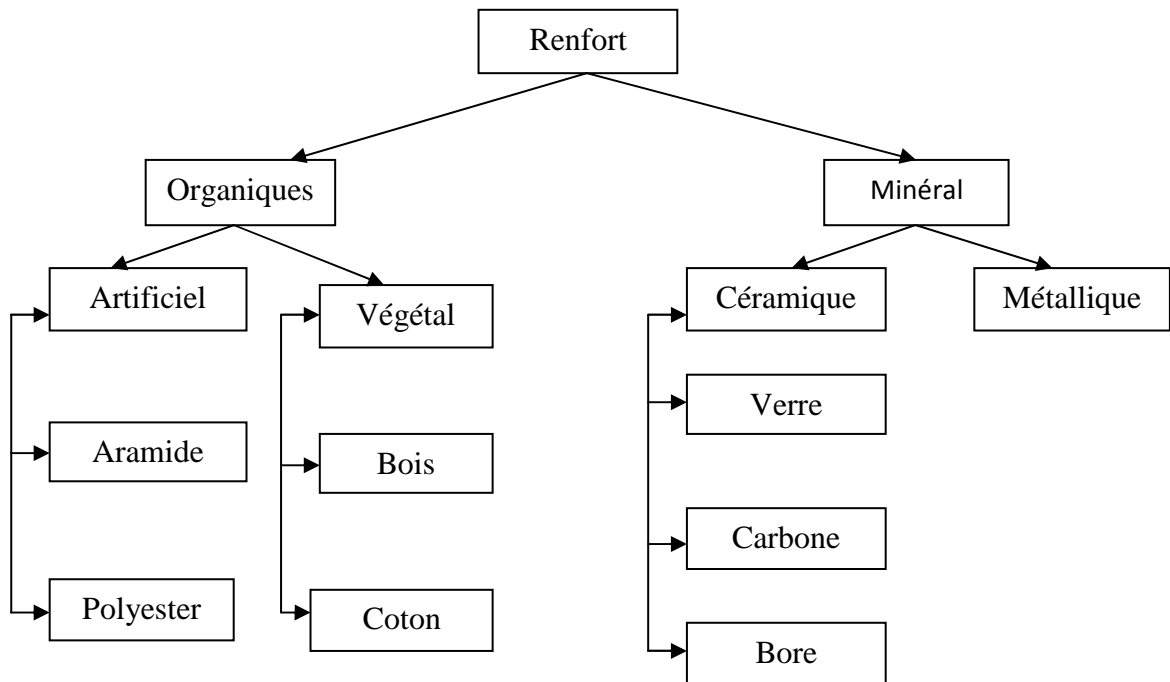 Renfort
Organiques
Minéral
Artificiel
Végétal
Céramique
Métallique
Verre
Aramide
Bois
Carbone
Polyester
Coton
Bore